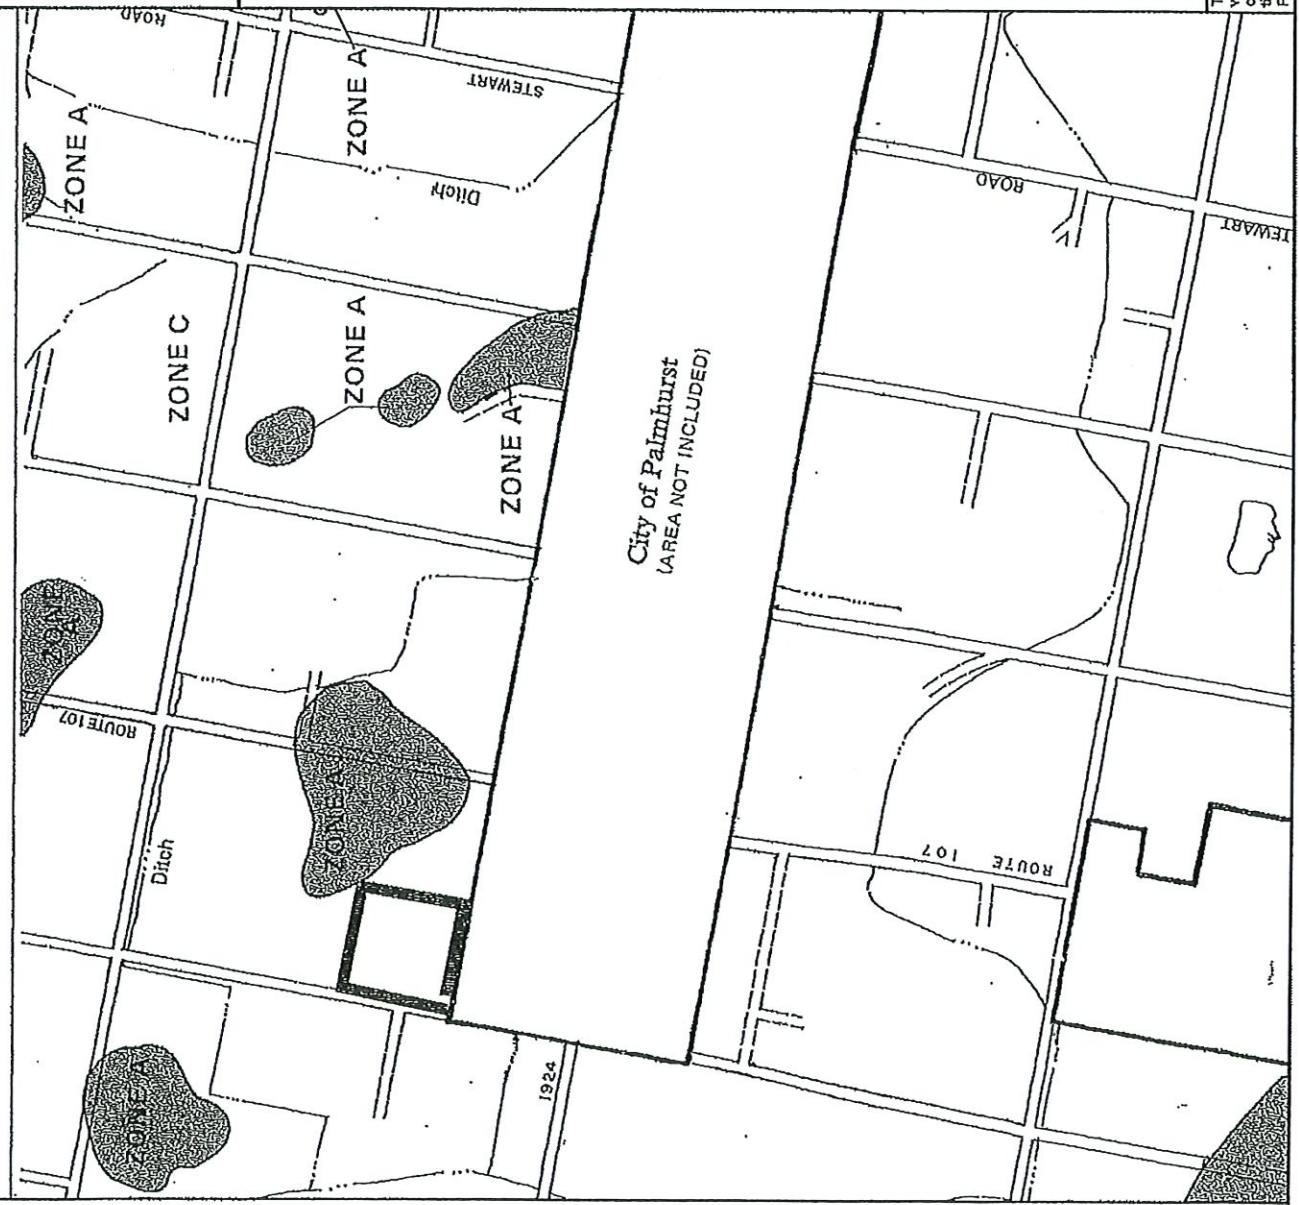 ROAD
ZONE A
ZONE A
STEWART
Ditch
ROAD
TEWART
ZONE C
ZONE A
ZONE A
City of Palmhurst
(AREA NOT INCLUDED)
ZONE
A
ROUTE 107
ZONE A
Ditch
ROUTE 107
1924
ZONE A